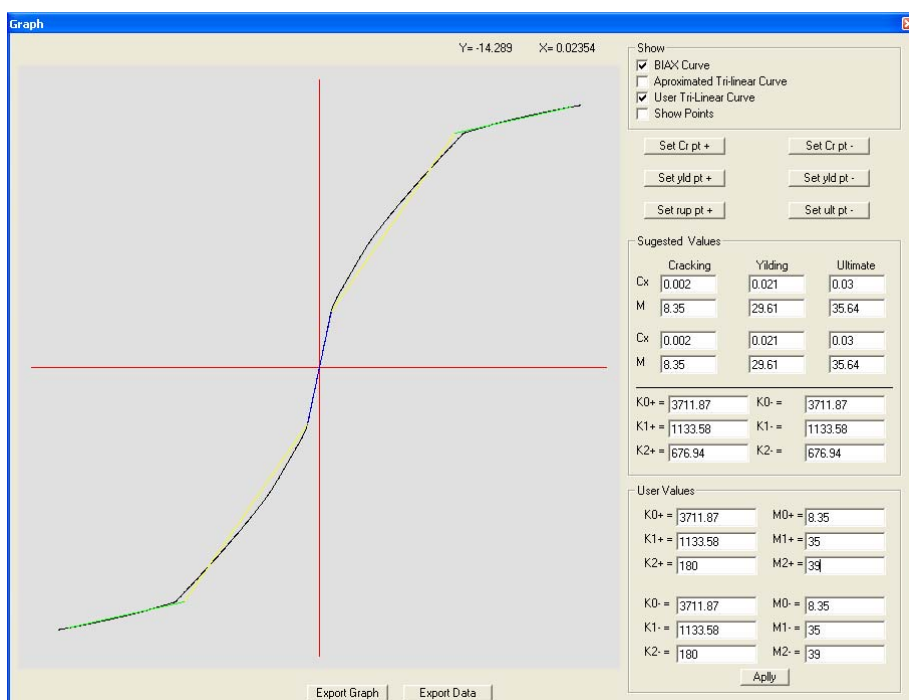 Graph
Y= -14.289 X= 0.02354
Show
BIAX Curve
Aproximated Tri-linear Curve
User Tri-Linear Curve
Show Points
Set Cr pt + Set Cr pt -
Set yld pt + Set yld pt -
Set rup pt + Set ult pt -
Sugested Values
Cracking Yilding Ultimate
Cx 0.002 0.021 0.03
M 8.35 29.61 35.64
Cx 0.002 0.021 0.03
M 8.35 29.61 35.64
K0+ = 3711.87 K0- = 3711.87
K1+ = 1133.58 K1- = 1133.58
K2+ = 676.94 K2- = 676.94
User Values
K0+ = 3711.87 M0+ = 8.35
K1+ = 1133.58 M1+ = 35
K2+ = 180 M2+ = 39
K0- = 3711.87 M0- = 8.35
K1- = 1133.58 M1- = 35
K2- = 180 M2- = 39
Aplly
Export Graph Export Data